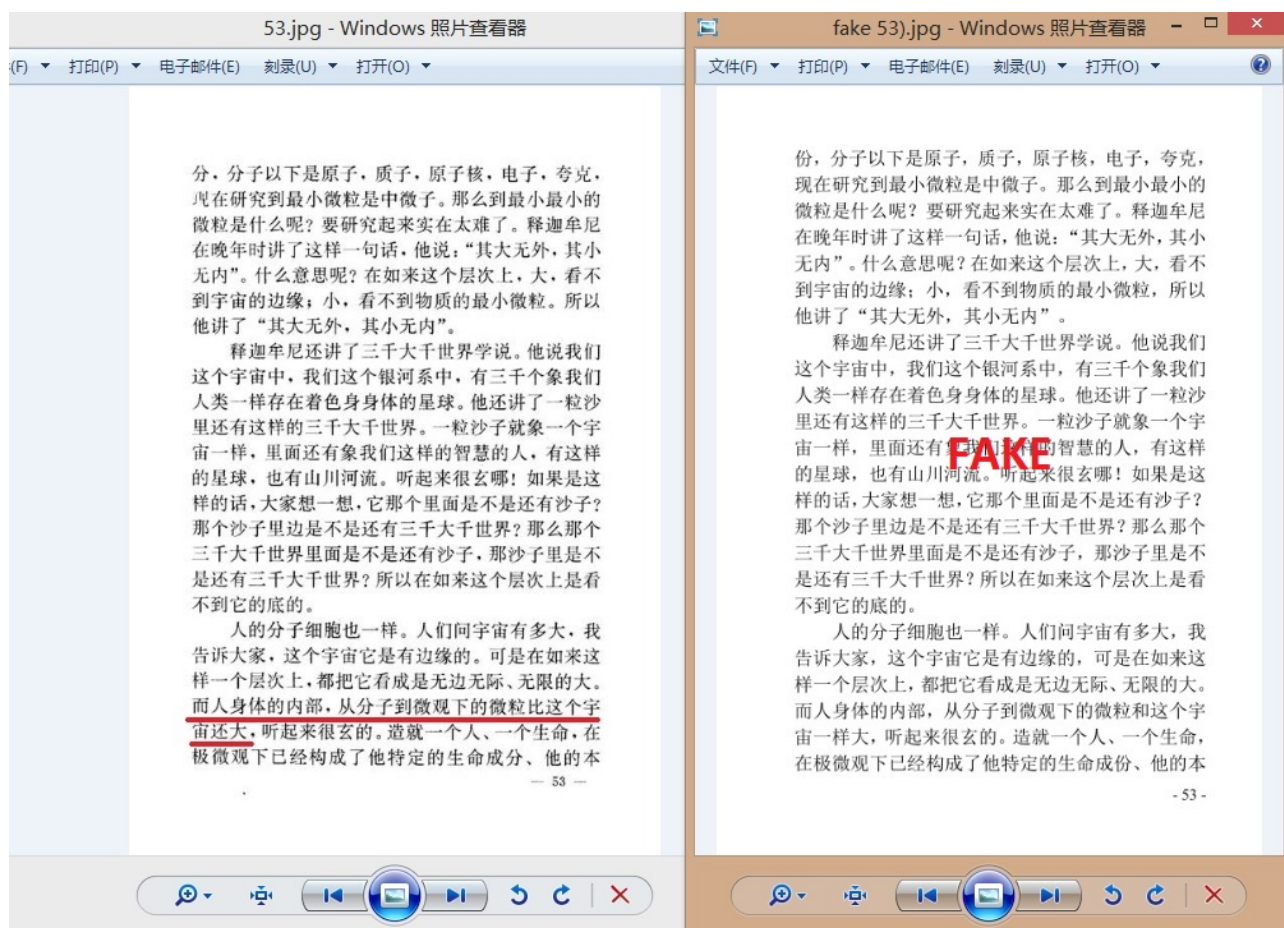 53.jpg - Windows 照片查看器
(F) 打印(P) 电子邮件(E) 刻录(U) 打开(O)
分，分子以下是原子，质子，原子核，电子，夸克，
现在研究到最小微粒是中微子。那么到最小最小的
微粒是什么呢？要研究起来实在太难了。释迦牟尼
在晚年时讲了这样一句话，他说：“其大无外，其小
无内”。什么意思呢？在如来这个层次上，大，看不
到宇宙的边缘；小，看不到物质的最小微粒。所以
他讲了“其大无外，其小无内”。
释迦牟尼还讲了三千大千世界学说。他说我们
这个宇宙中，我们这个银河系中，有三千个象我们
人类一样存在着色身身体的星球。他还讲了一粒沙
里还有这样的三千大千世界。一粒沙子就象一个宇
宙一样，里面还有象我们这样的智慧的人，有这样
的星球，也有山川河流。听起来很玄哪！如果是这
样的话，大家想一想，它那个里面是不是还有沙子？
那个沙子里边是不是还有三千大千世界？那么那个
三千大千世界里面是不是还有沙子，那沙子里是不
是还有三千大千世界？所以在如来这个层次上是看
不到它的底的。
人的分子细胞也一样。人们问宇宙有多大，我
告诉大家，这个宇宙它是有边缘的。可是在如来这
样一个层次上，都把它看成是无边无际、无限的大。
而人身体的内部，从分子到微观下的微粒比这个宇
宙还大，听起来很玄的。造就一个人、一个生命，在
极微观下已经构成了他特定的生命成分、他的本
— 53 —
fake 53).jpg - Windows 照片查看器
文件(F) 打印(P) 电子邮件(E) 刻录(U) 打开(O)
份，分子以下是原子，质子，原子核，电子，夸克，
现在研究到最小微粒是中微子。那么到最小最小的
微粒是什么呢？要研究起来实在太难了。释迦牟尼
在晚年时讲了这样一句话，他说：“其大无外，其小
无内”。什么意思呢？在如来这个层次上，大，看不
到宇宙的边缘；小，看不到物质的最小微粒，所以
他讲了“其大无外，其小无内”。
释迦牟尼还讲了三千大千世界学说。他说我们
这个宇宙中，我们这个银河系中，有三千个象我们
人类一样存在着色身身体的星球。他还讲了一粒沙
里还有这样的三千大千世界。一粒沙子就象一个宇
宙一样，里面还有象我们这样的智慧的人，有这样
FAKE
的星球，也有山川河流。听起来很玄哪！如果是这
样的话，大家想一想，它那个里面是不是还有沙子？
那个沙子里边是不是还有三千大千世界？那么那个
三千大千世界里面是不是还有沙子，那沙子里是不
是还有三千大千世界？所以在如来这个层次上是看
不到它的底的。
人的分子细胞也一样。人们问宇宙有多大，我
告诉大家，这个宇宙它是有边缘的，可是在如来这
样一个层次上，都把它看成是无边无际、无限的大。
而人身体的内部，从分子到微观下的微粒和这个宇
宙一样大，听起来很玄的。造就一个人、一个生命，
在极微观下已经构成了他特定的生命成份、他的本
- 53 -